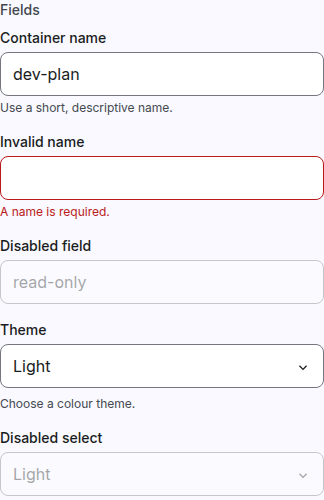 Fields
Container name
dev-plan
Use a short, descriptive name.
Invalid name
A name is required.
Disabled field
read-only
Theme
Light
Choose a colour theme.
Disabled select
Light